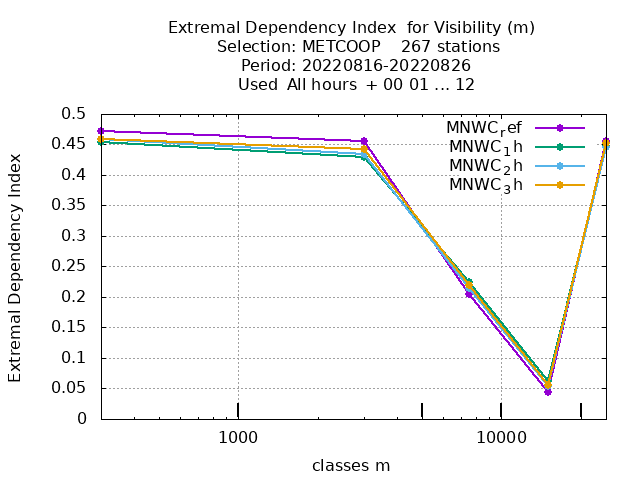 Extremal Dependency Index  for Visibility (m)
Selection: METCOOP    267 stations
Period: 20220816-20220826
Used  All hours  + 00 01 ... 12
0.5
0.45
0.4
0.35
0.3
0.25
0.2
0.15
0.1
0.05
0
Extremal Dependency Index
MNWC_ref
MNWC_1h
MNWC_2h
MNWC_3h
1000
10000
classes m